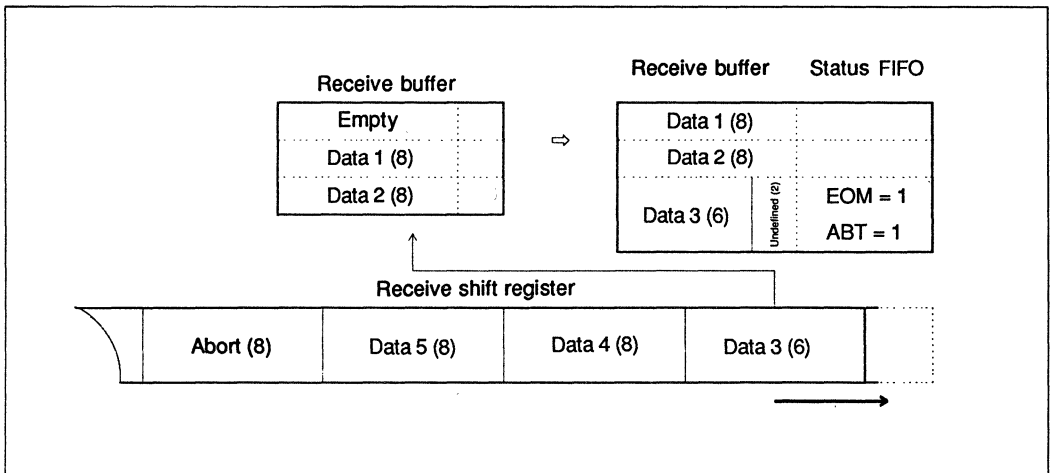 Receive buffer
Empty
Data 1 (8)
Data 2 (8)
⇨
Receive buffer
Status FIFO
Data 1 (8)
Data 2 (8)
Data 3 (6)
Undefined (2)
EOM = 1
ABT = 1
Receive shift register
Abort (8)
Data 5 (8)
Data 4 (8)
Data 3 (6)